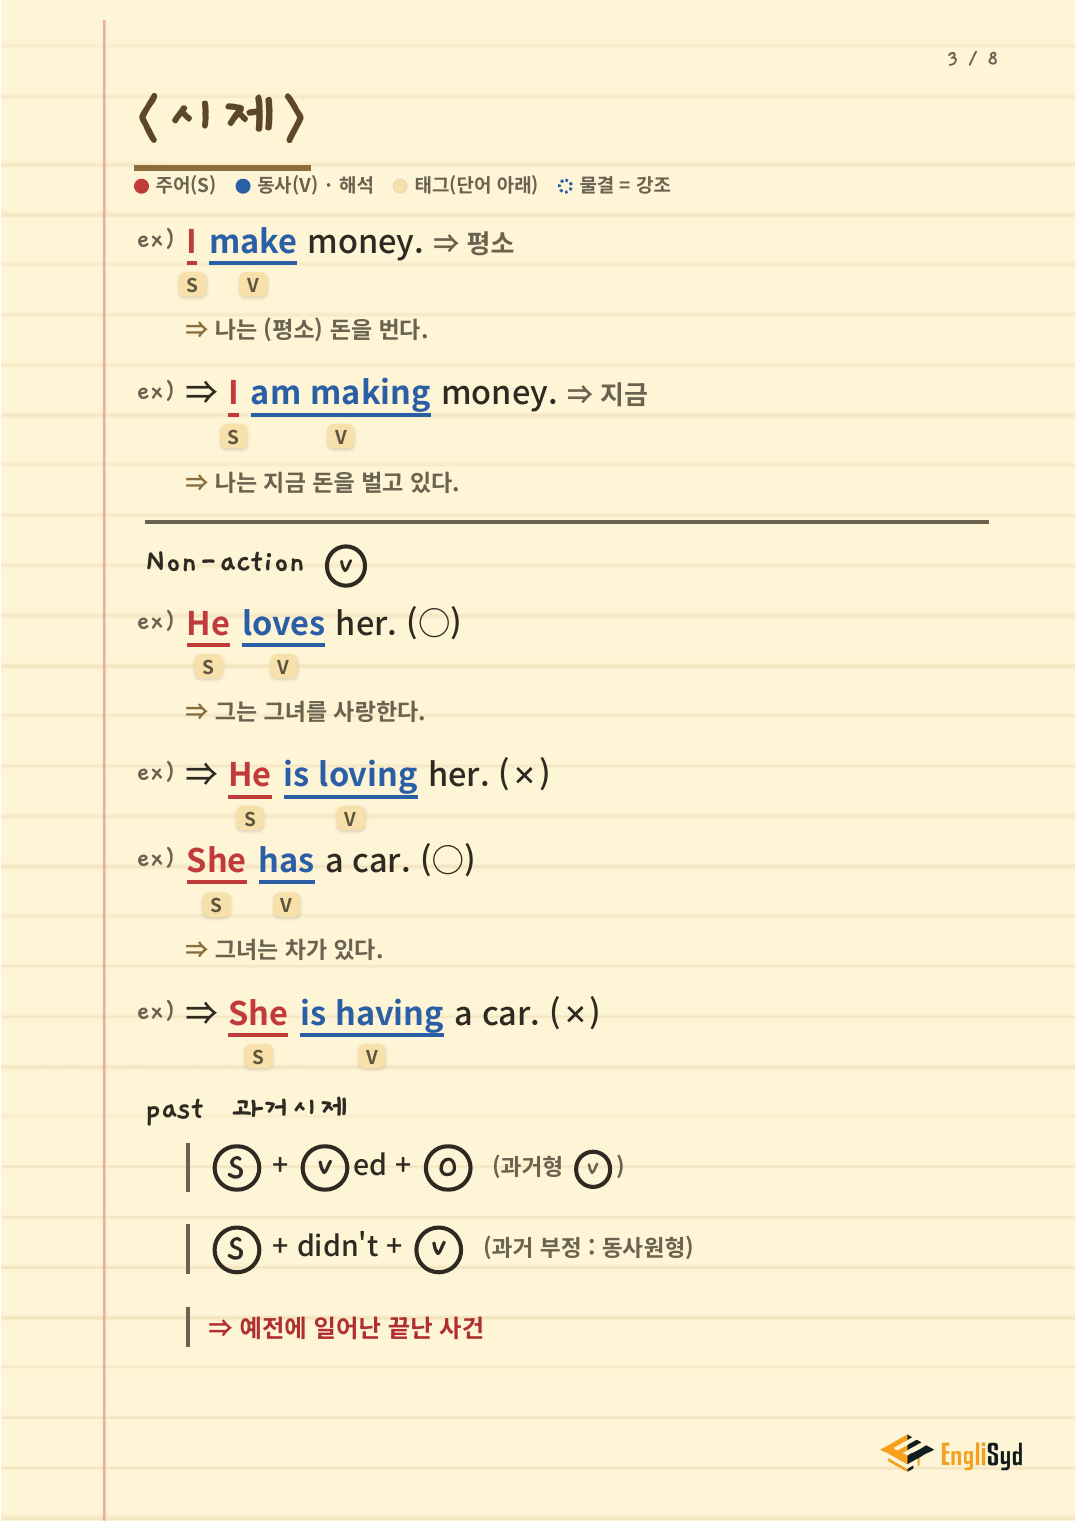 3 / 8
〈시제〉
주어(S) 동사(V) · 해석 태그(단어 아래) 물결 = 강조
ex) I make money. ⇒ 평소
S V
⇒ 나는 (평소) 돈을 번다.
ex) ⇒ I am making money. ⇒ 지금
S V
⇒ 나는 지금 돈을 벌고 있다.
Non-action ⓥ
ex) He loves her. (◯)
S V
⇒ 그는 그녀를 사랑한다.
ex) ⇒ He is loving her. (×)
S V
ex) She has a car. (◯)
S V
⇒ 그녀는 차가 있다.
ex) ⇒ She is having a car. (×)
S V
past 과거시제
Ⓢ + ⓥed + Ⓞ (과거형 ⓥ)
Ⓢ + didn't + ⓥ (과거 부정 : 동사원형)
⇒ 예전에 일어난 끝난 사건
EngliSyd